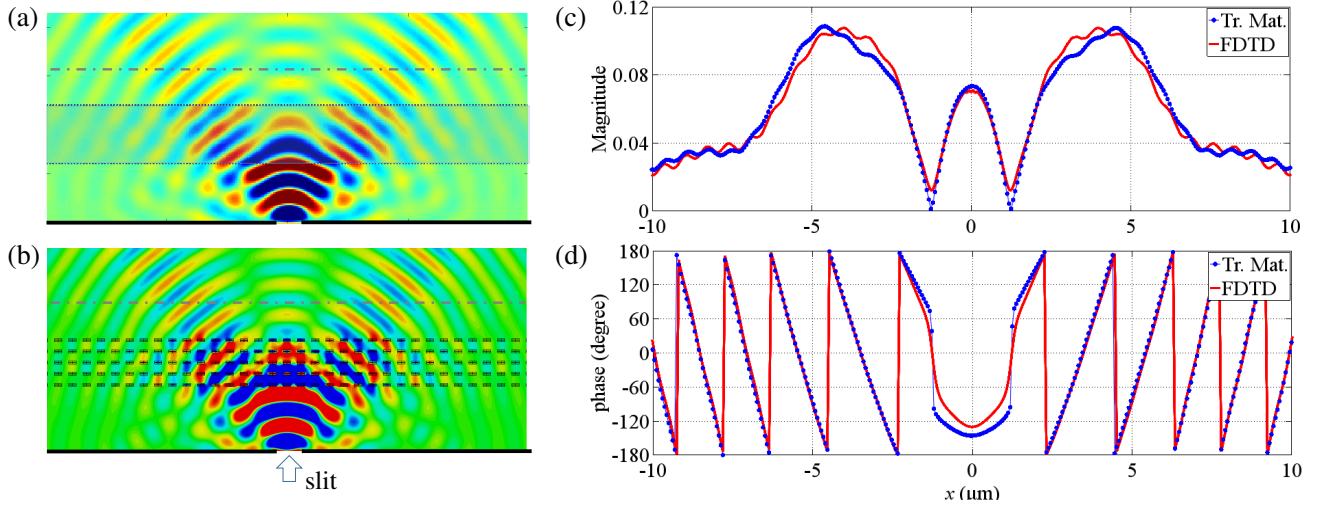 (a)
(b)
slit
(c)
0.12
0.08
0.04
0
Magnitude
Tr. Mat.
FDTD
-10
-5
0
5
10
(d)
180
120
60
0
-60
-120
-180
phase (degree)
Tr. Mat.
FDTD
-10
-5
0
5
10
x (μm)